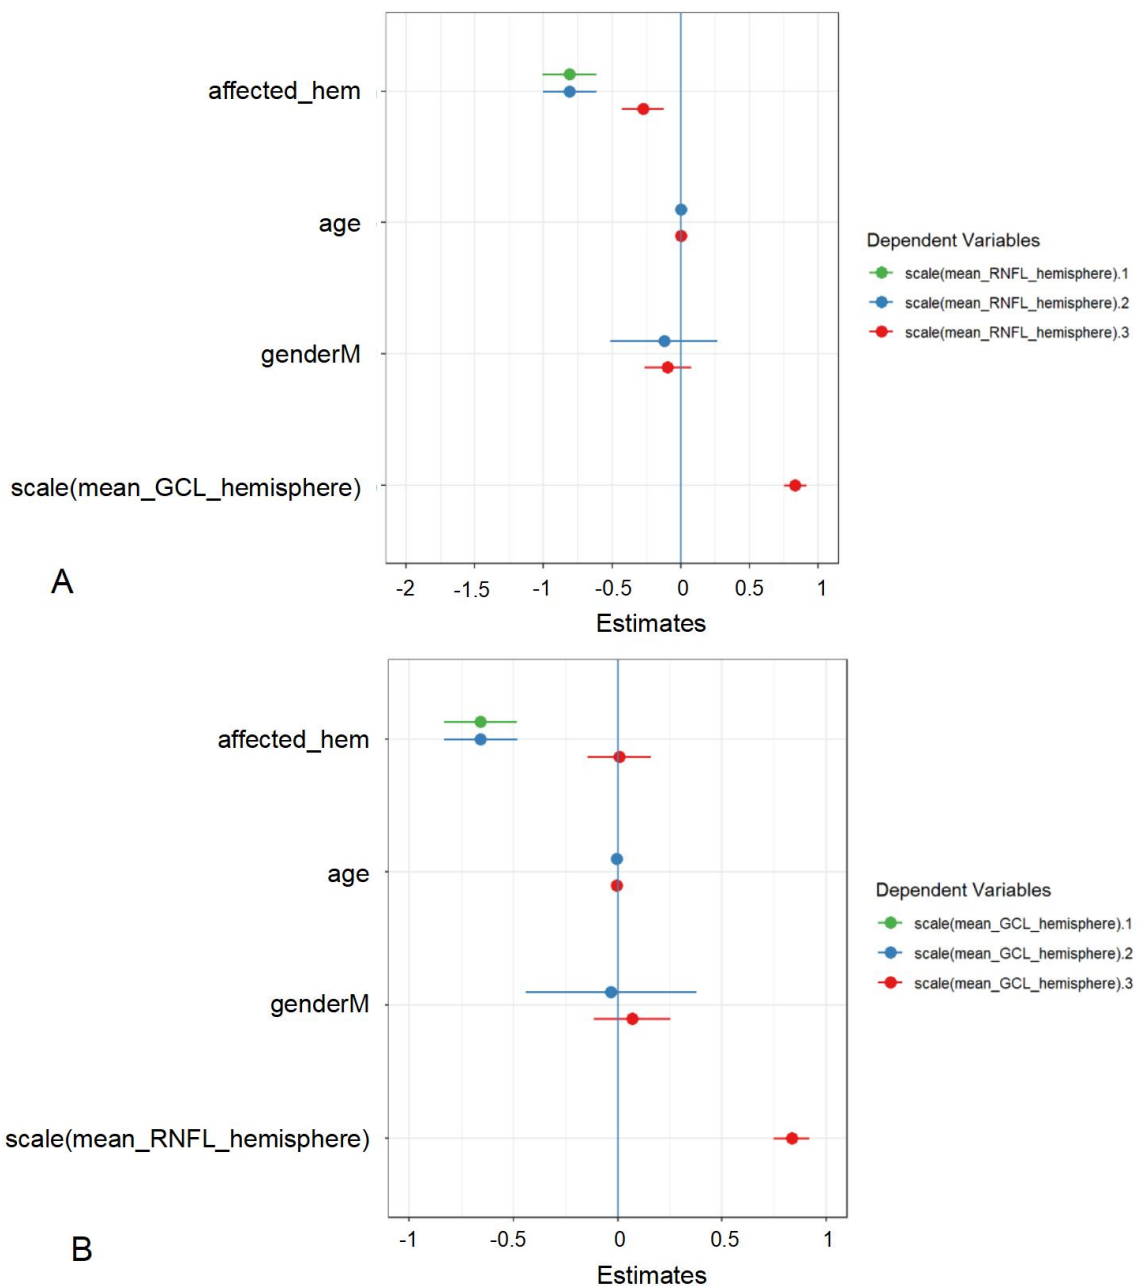 affected_hem
age
genderM
scale(mean_GCL_hemisphere)
Dependent Variables
scale(mean_RNFL_hemisphere).1
scale(mean_RNFL_hemisphere).2
scale(mean_RNFL_hemisphere).3
A
-2 -1.5 -1 -0.5 0 0.5 1
Estimates
affected_hem
age
genderM
scale(mean_RNFL_hemisphere)
Dependent Variables
scale(mean_GCL_hemisphere).1
scale(mean_GCL_hemisphere).2
scale(mean_GCL_hemisphere).3
B
-1 -0.5 0 0.5 1
Estimates